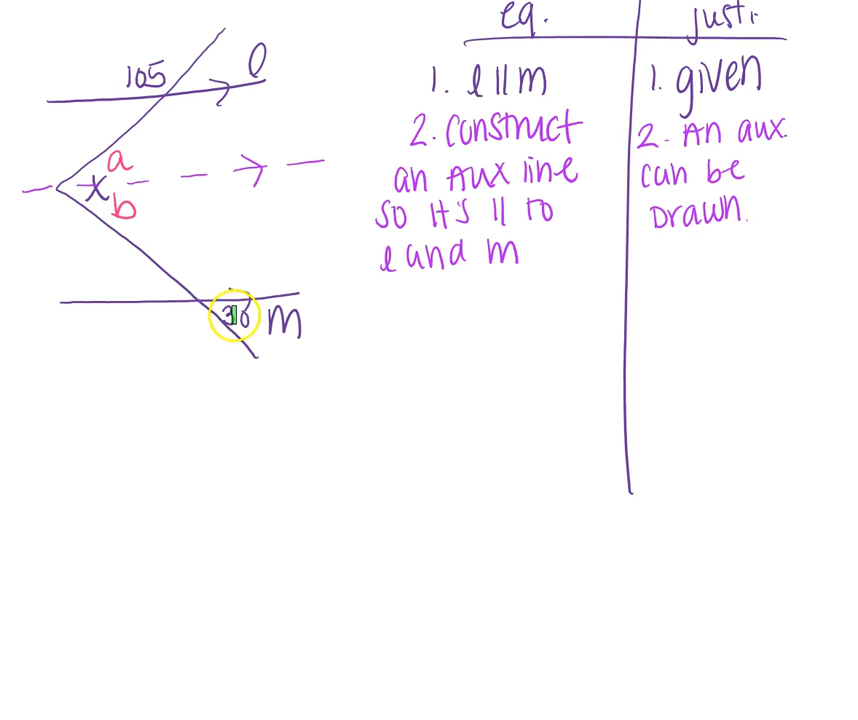 eq. just.
105 l
a
x
b
30 m
1. l || m
1. given
2. construct
an Aux line
so it's || to
l and m
2. An aux.
can be
Drawn.